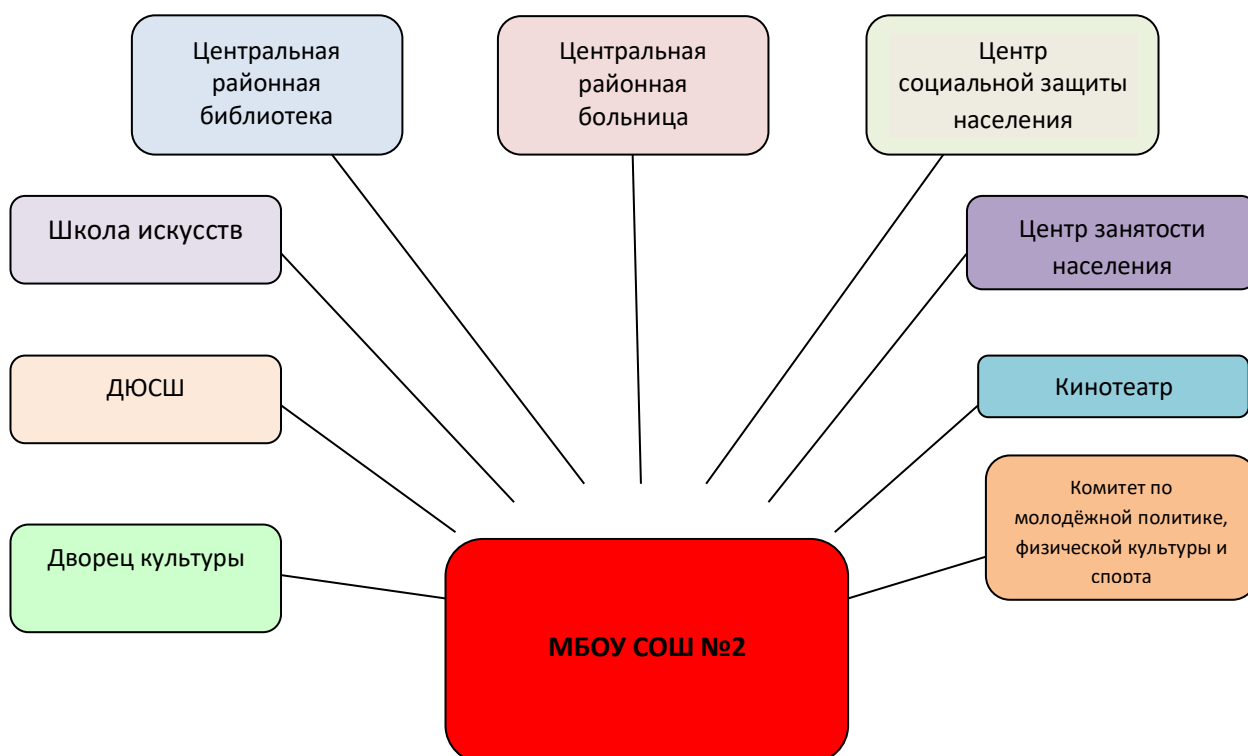 Центральная
районная
библиотека
Центральная
районная
больница
Центр
социальной защиты
населения
Школа искусств
Центр занятости
населения
ДЮСШ
Кинотеатр
Комитет по
молодёжной политике,
физической культуры и
спорта
Дворец культуры
МБОУ СОШ №2